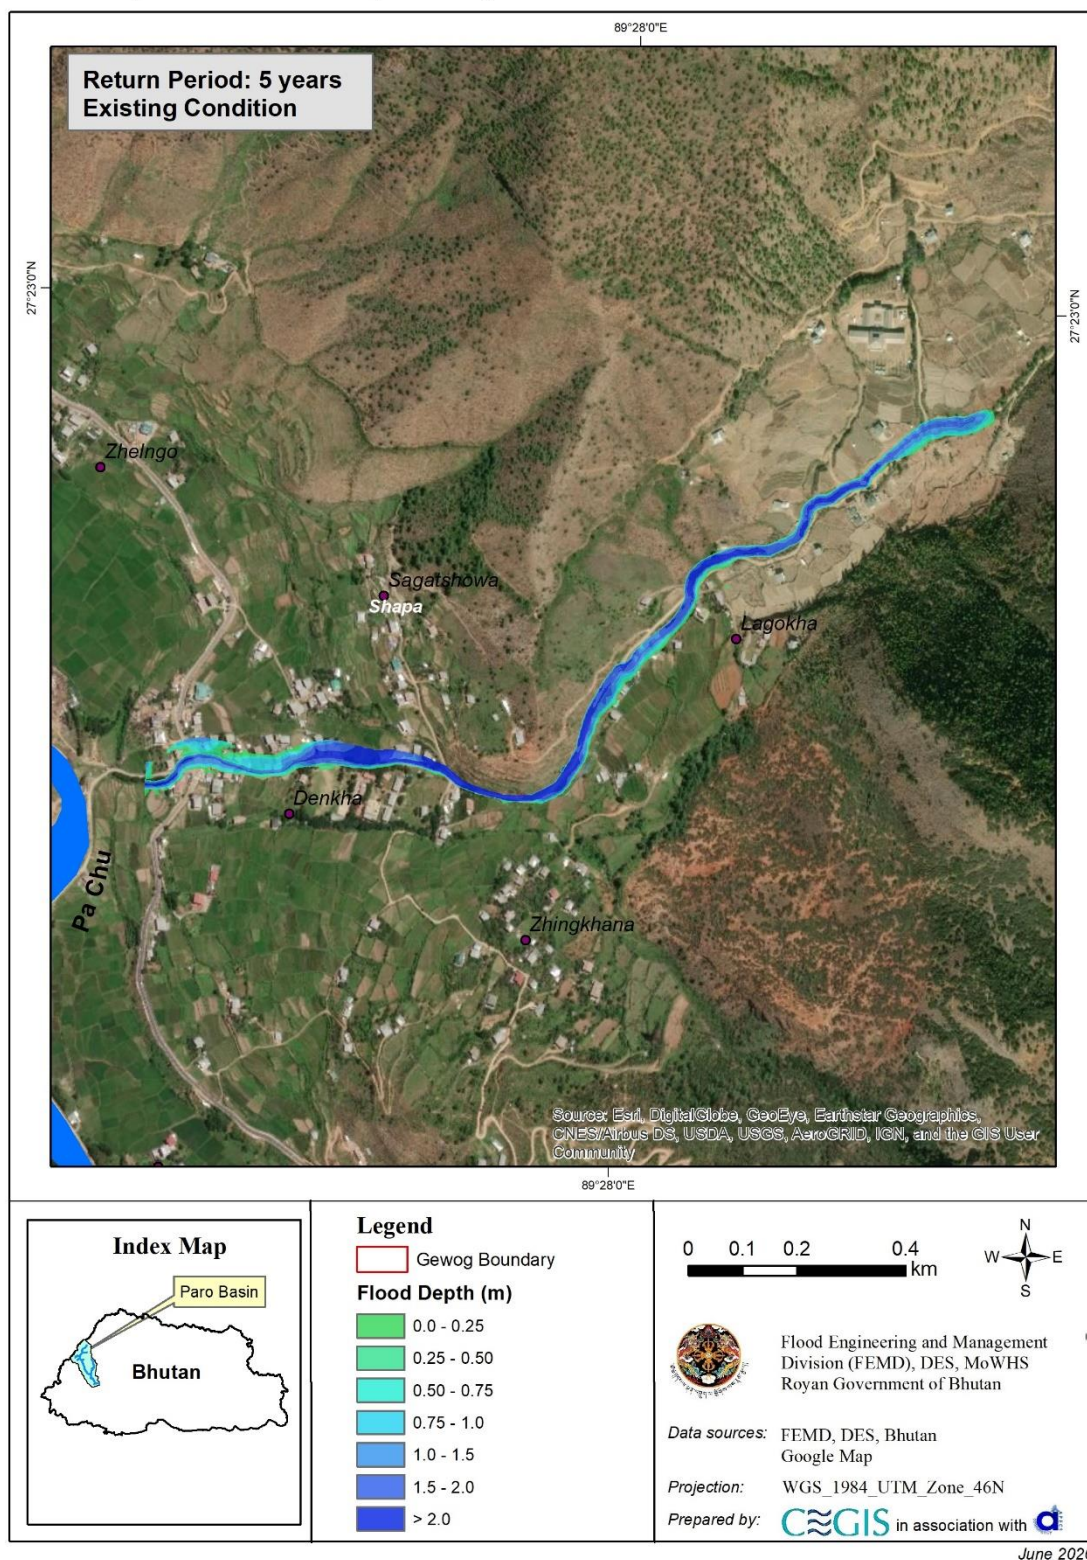 89°28'0"E
Return Period: 5 years
Existing Condition
27°23'0"N
27°23'0"N
Zhelngo
Sagatshowa
Shapa
Lagokha
Denkha
Pa Chu
Zhingkhana
Source: Esri, DigitalGlobe, GeoEye, Earthstar Geographics,
CNES/Airbus DS, USDA, USGS, AeroGRID, IGN, and the GIS User
Community
89°28'0"E
Index Map
Paro Basin
Bhutan
Legend
Gewog Boundary
Flood Depth (m)
0.0 - 0.25
0.25 - 0.50
0.50 - 0.75
0.75 - 1.0
1.0 - 1.5
1.5 - 2.0
> 2.0
0 0.1 0.2 0.4
km
N
W E
S
Flood Engineering and Management
Division (FEMD), DES, MoWHS
Royan Government of Bhutan
Data sources: FEMD, DES, Bhutan
Google Map
Projection: WGS_1984_UTM_Zone_46N
Prepared by: CEGIS in association with
June 2020